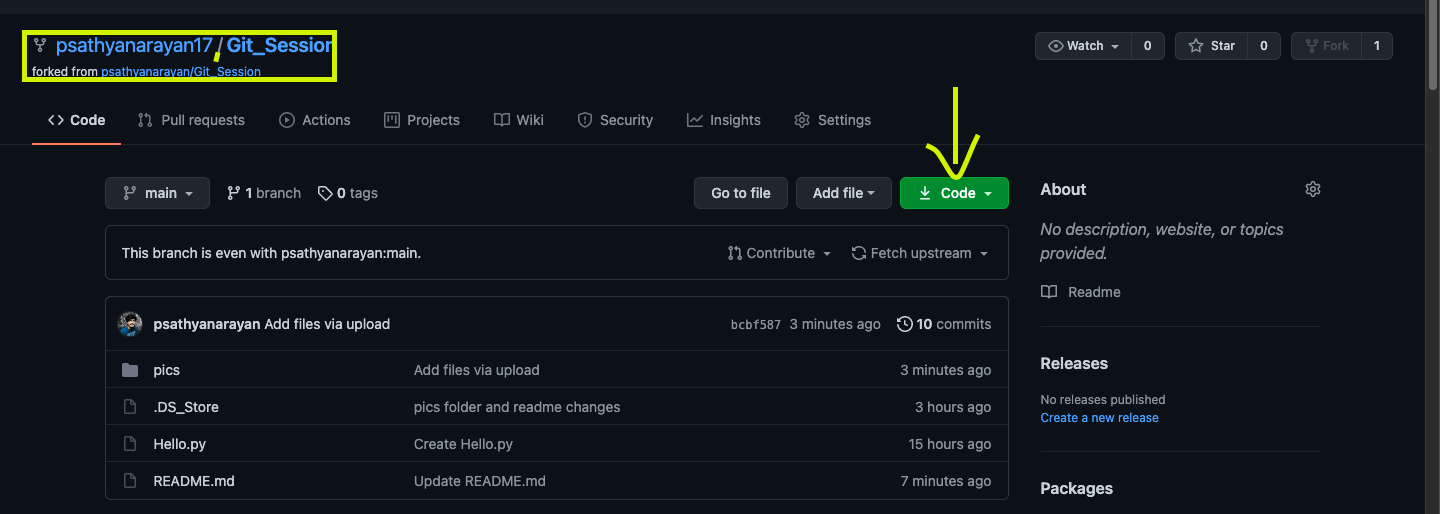 psathyanarayan17 / Git_Session
forked from psathyanarayan/Git_Session
Watch 0 Star 0 Fork 1
<> Code Pull requests Actions Projects Wiki Security Insights Settings
main 1 branch 0 tags Go to file Add file Code
This branch is even with psathyanarayan:main. Contribute Fetch upstream
psathyanarayan Add files via upload bcbf587 3 minutes ago 10 commits
pics Add files via upload 3 minutes ago
.DS_Store pics folder and readme changes 3 hours ago
Hello.py Create Hello.py 15 hours ago
README.md Update README.md 7 minutes ago
About
No description, website, or topics
provided.
Readme
Releases
No releases published
Create a new release
Packages